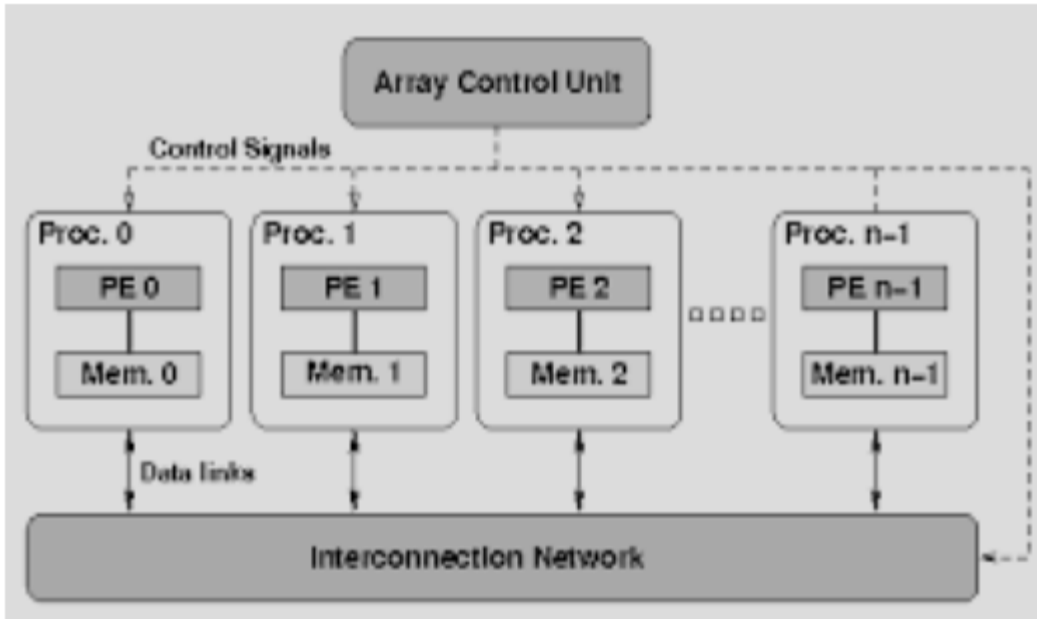 Array Control Unit
Control Signals
Proc. 0
Proc. 1
Proc. 2
Proc. n-1
PE 0
PE 1
PE 2
PE n-1
Mem. 0
Mem. 1
Mem. 2
Mem. n-1
Data links
Interconnection Network